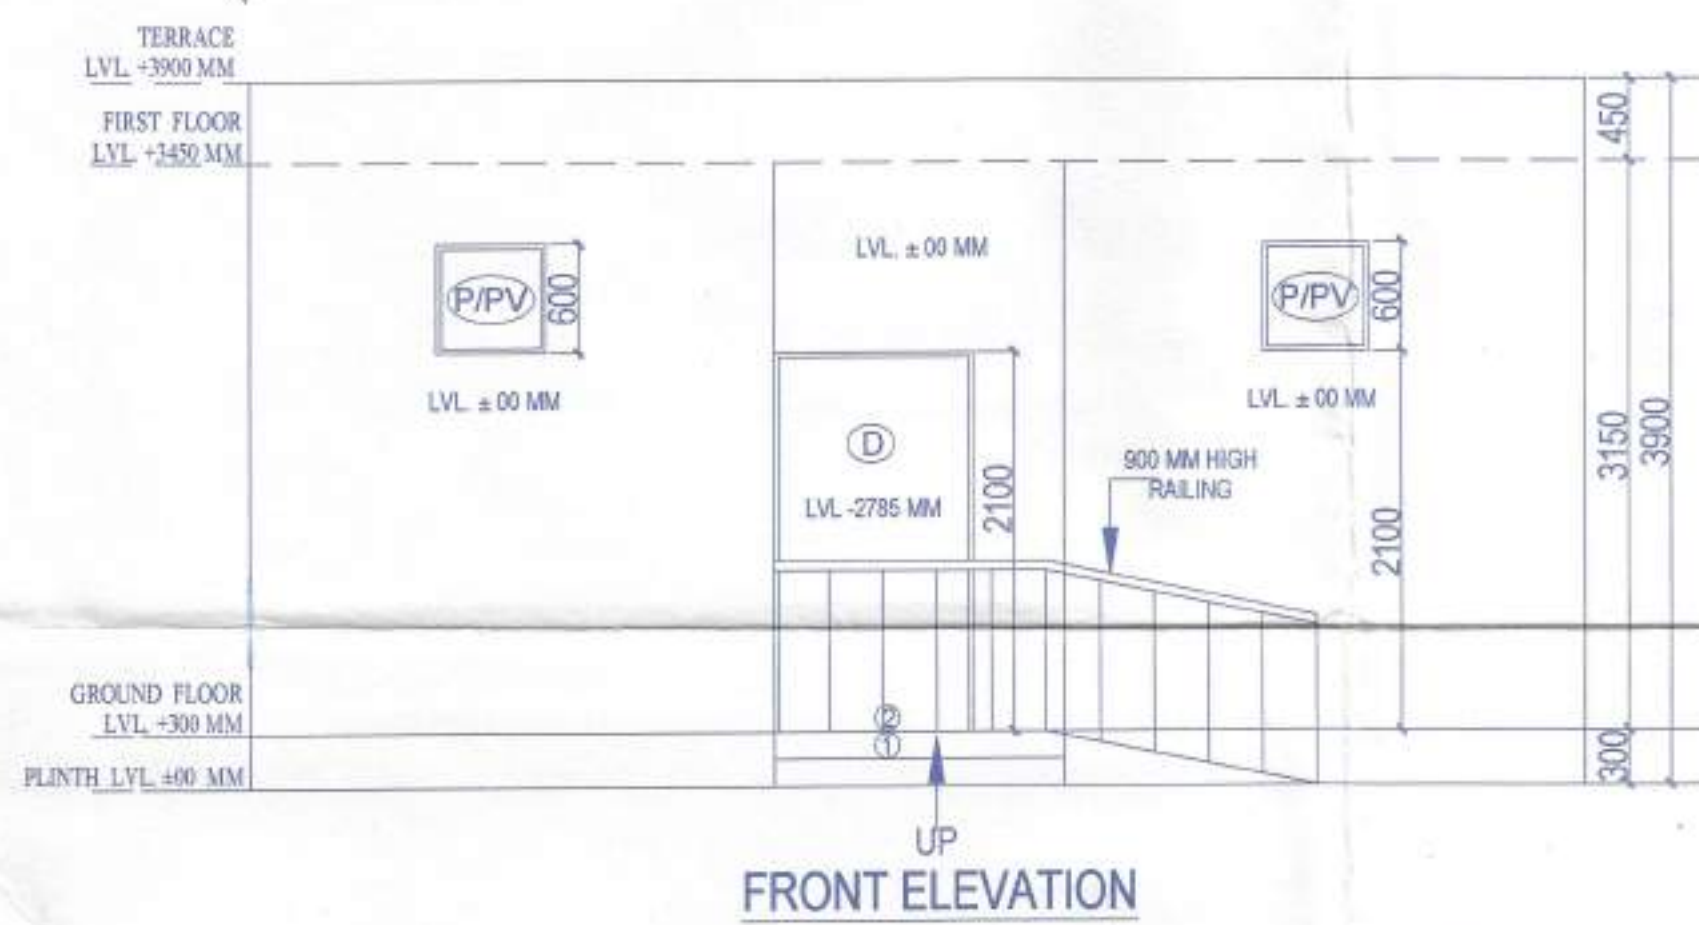 TERRACE
LVL. +3900 MM
FIRST FLOOR
LVL. +3450 MM
450
LVL. ± 00 MM
P/PV
600
P/PV
600
LVL. ± 00 MM
LVL. ± 00 MM
D
LVL -2785 MM
2100
900 MM HIGH
RAILING
2100
3150
3900
GROUND FLOOR
LVL. +300 MM
2
1
300
PLINTH LVL. ±00 MM
UP
FRONT ELEVATION